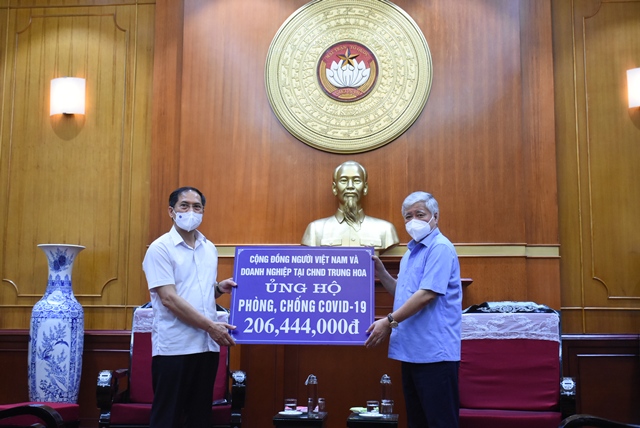 CỘNG ĐỒNG NGƯỜI VIỆT NAM VÀ
DOANH NGHIỆP TẠI CHND TRUNG HOA
ỦNG HỘ
PHÒNG, CHỐNG COVID-19
206,444,000đ